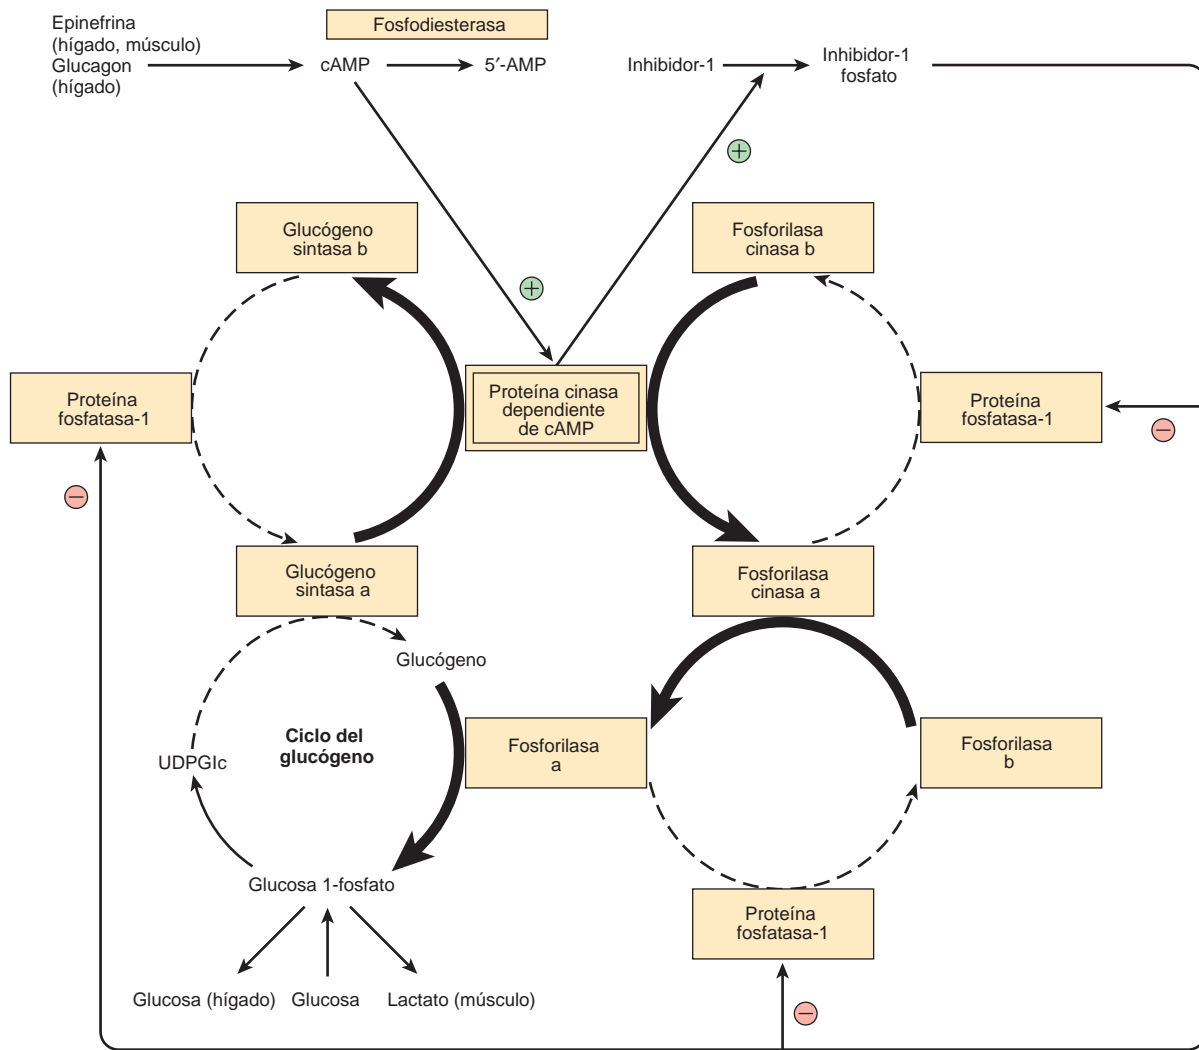 Epinefrina
(hígado, músculo)
Glucagon
(hígado)
Fosfodiesterasa
cAMP
5′-AMP
Inhibidor-1
Inhibidor-1
fosfato
+
+
Glucógeno
sintasa b
Fosforilasa
cinasa b
Proteína
fosfatasa-1
Proteína cinasa
dependiente
de cAMP
Proteína
fosfatasa-1
−
−
Glucógeno
sintasa a
Fosforilasa
cinasa a
Glucógeno
Ciclo del
glucógeno
UDPGlc
Fosforilasa
a
Fosforilasa
b
Glucosa 1-fosfato
Proteína
fosfatasa-1
Glucosa (hígado)
Glucosa
Lactato (músculo)
−